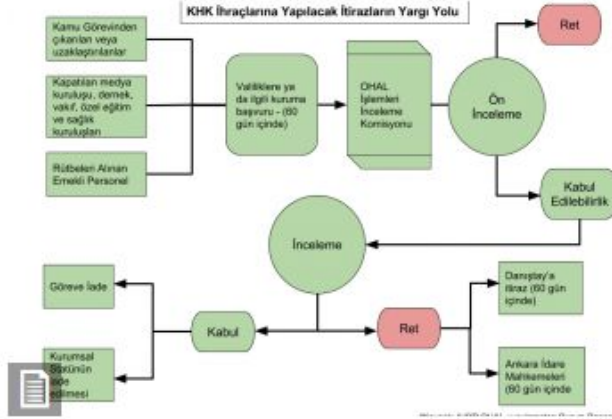 KHK İhraçlarına Yapılacak İtirazların Yargı Yolu
Kamu Görevinden
çıkarılan veya
uzaklaştırılanlar
Kapatılan medya
kuruluşu, dernek,
vakıf, özel eğitim
ve sağlık
kuruluşları
Rütbeleri Alınan
Emekli Personel
Valiliklere ya
da ilgili kuruma
başvuru - (60
gün içinde)
OHAL
İşlemleri
İnceleme
Komisyonu
Ön
İnceleme
Ret
Kabul
Edilebilirlik
İnceleme
Kabul
Göreve İade
Kurumsal
Statünün
iade
edilmesi
Ret
Danıştay'a
itiraz (60 gün
içinde)
Ankara İdare
Mahkemeleri
(60 gün içinde